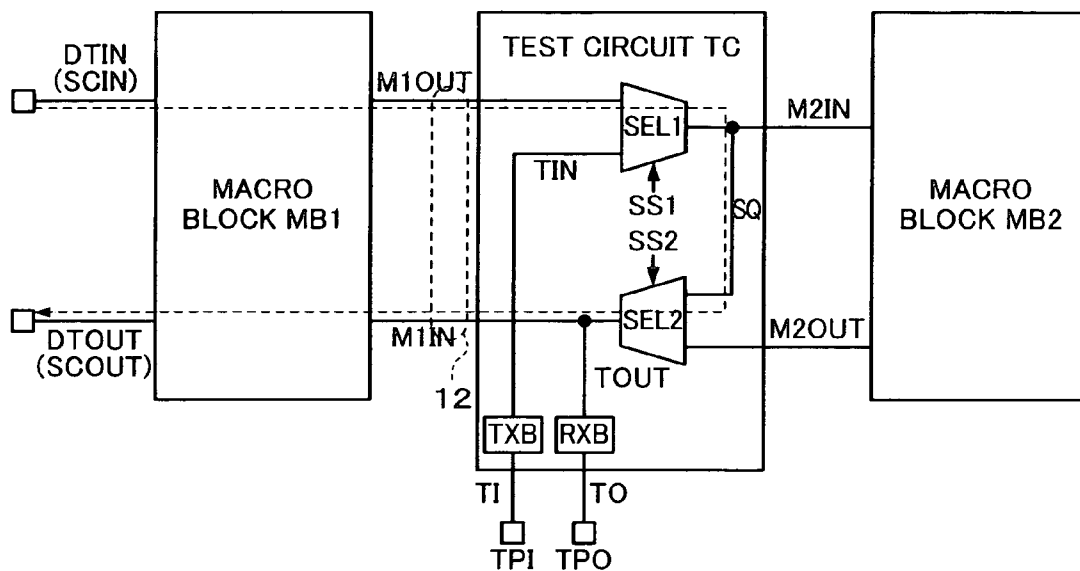 DTIN
(SCIN)
M1OUT
TEST CIRCUIT TC
SEL1
M2IN
TIN
MACRO
BLOCK MB1
SS1
SS2
SQ
MACRO
BLOCK MB2
SEL2
DTOUT
(SCOUT)
M1IN
M2OUT
TOUT
12
TXB
RXB
TI
TO
TPI
TPO